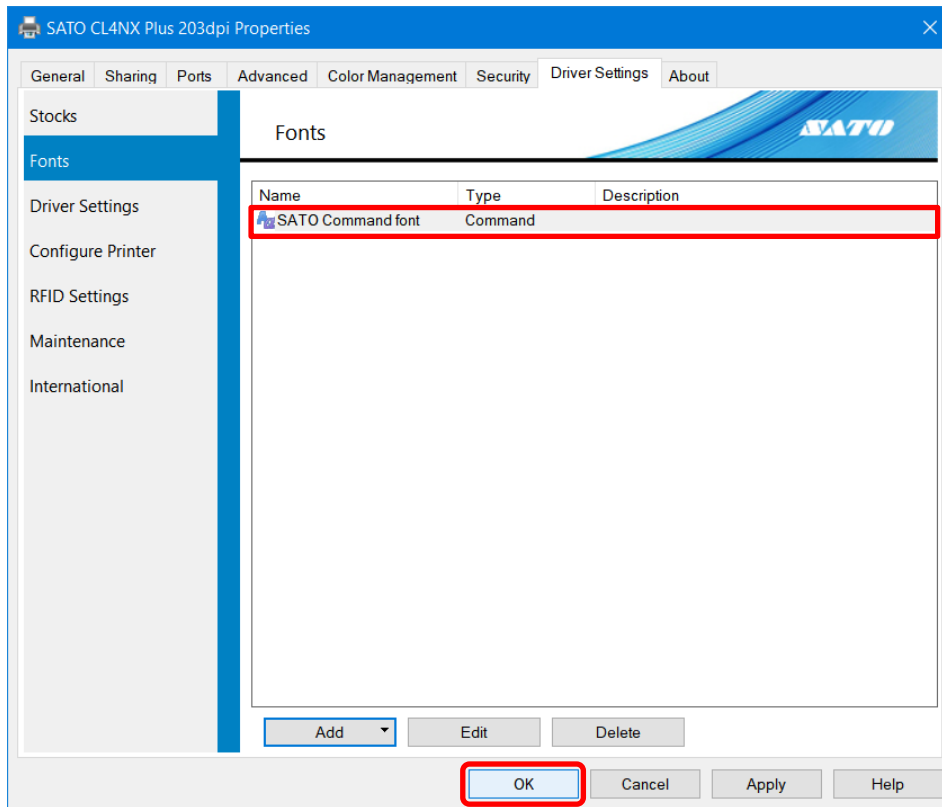 SATO CL4NX Plus 203dpi Properties
General Sharing Ports Advanced Color Management Security Driver Settings About
Stocks
Fonts
Driver Settings
Configure Printer
RFID Settings
Maintenance
International
Fonts
SATO
Name Type Description
SATO Command font Command
Add Edit Delete
OK Cancel Apply Help